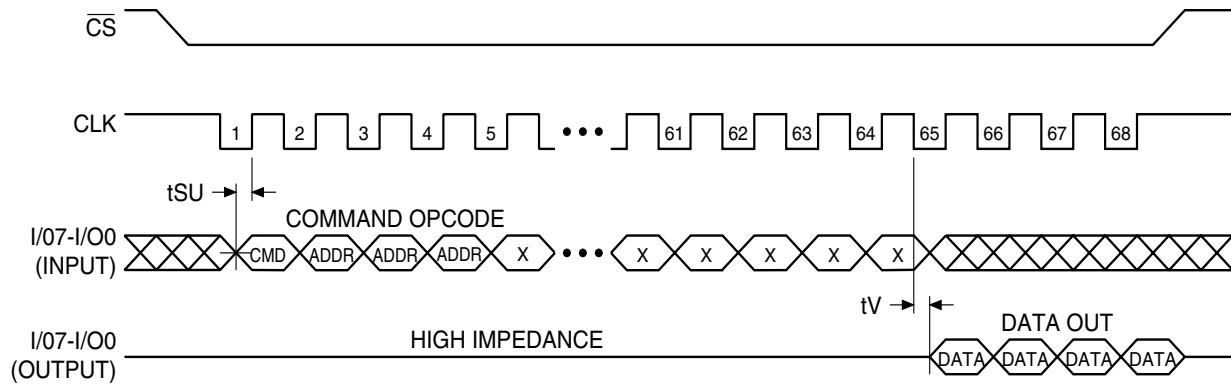 CS
CLK
1 2 3 4 5 ••• 61 62 63 64 65 66 67 68
tSU
COMMAND OPCODE
I/07-I/O0
(INPUT)
CMD ADDR ADDR ADDR X ••• X X X X X
tV
I/07-I/O0
(OUTPUT)
HIGH IMPEDANCE
DATA OUT
DATA DATA DATA DATA